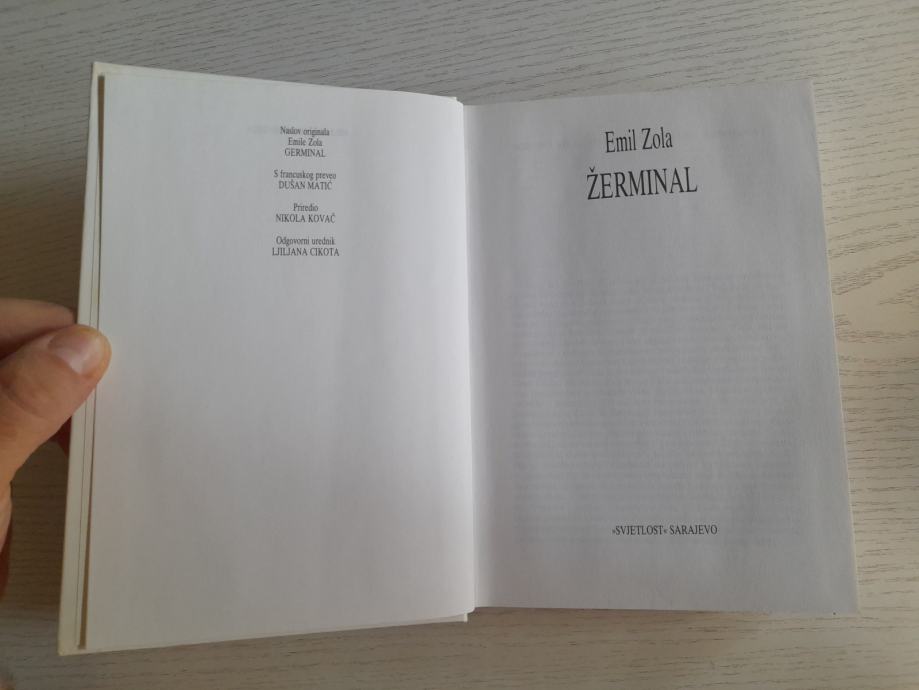 Naslov originala
Emile Zola
GERMINAL
S francuskog preveo
DUŠAN MATIĆ
Priredio
NIKOLA KOVAČ
Odgovorni urednik
LJILJANA CIKOTA
Emil Zola
ŽERMINAL
»SVJETLOST« SARAJEVO